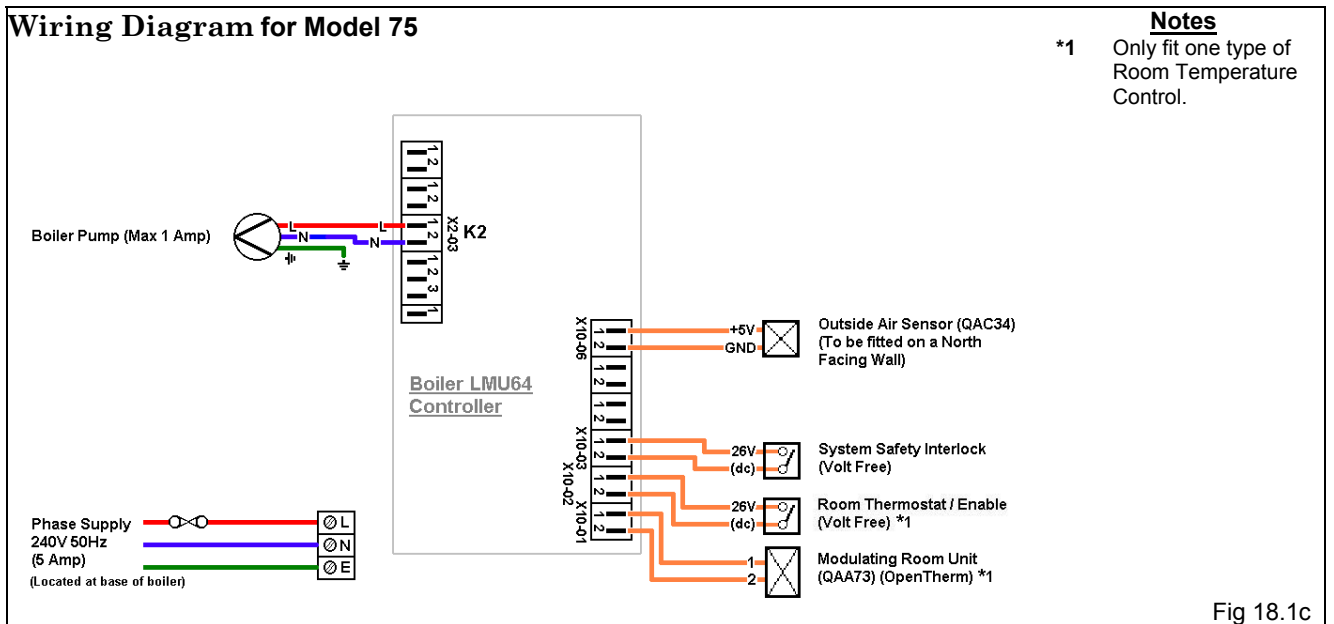 Wiring Diagram for Model 75
Notes
*1 Only fit one type of
Room Temperature
Control.
1
2
1
2
Boiler Pump (Max 1 Amp)
L
L
N
N
1
2
X2-03
K2
1
2
3
1
Boiler LMU64
Controller
X10-06
1
2
+5V
GND
Outside Air Sensor (QAC34)
(To be fitted on a North
Facing Wall)
1
2
1
2
X10-03
1
2
26V
(dc)
System Safety Interlock
(Volt Free)
X10-02
1
2
26V
(dc)
Room Thermostat / Enable
(Volt Free) *1
X10-01
1
2
1
2
Modulating Room Unit
(QAA73) (OpenTherm) *1
Phase Supply
240V 50Hz
(5 Amp)
(Located at base of boiler)
L
N
E
Fig 18.1c